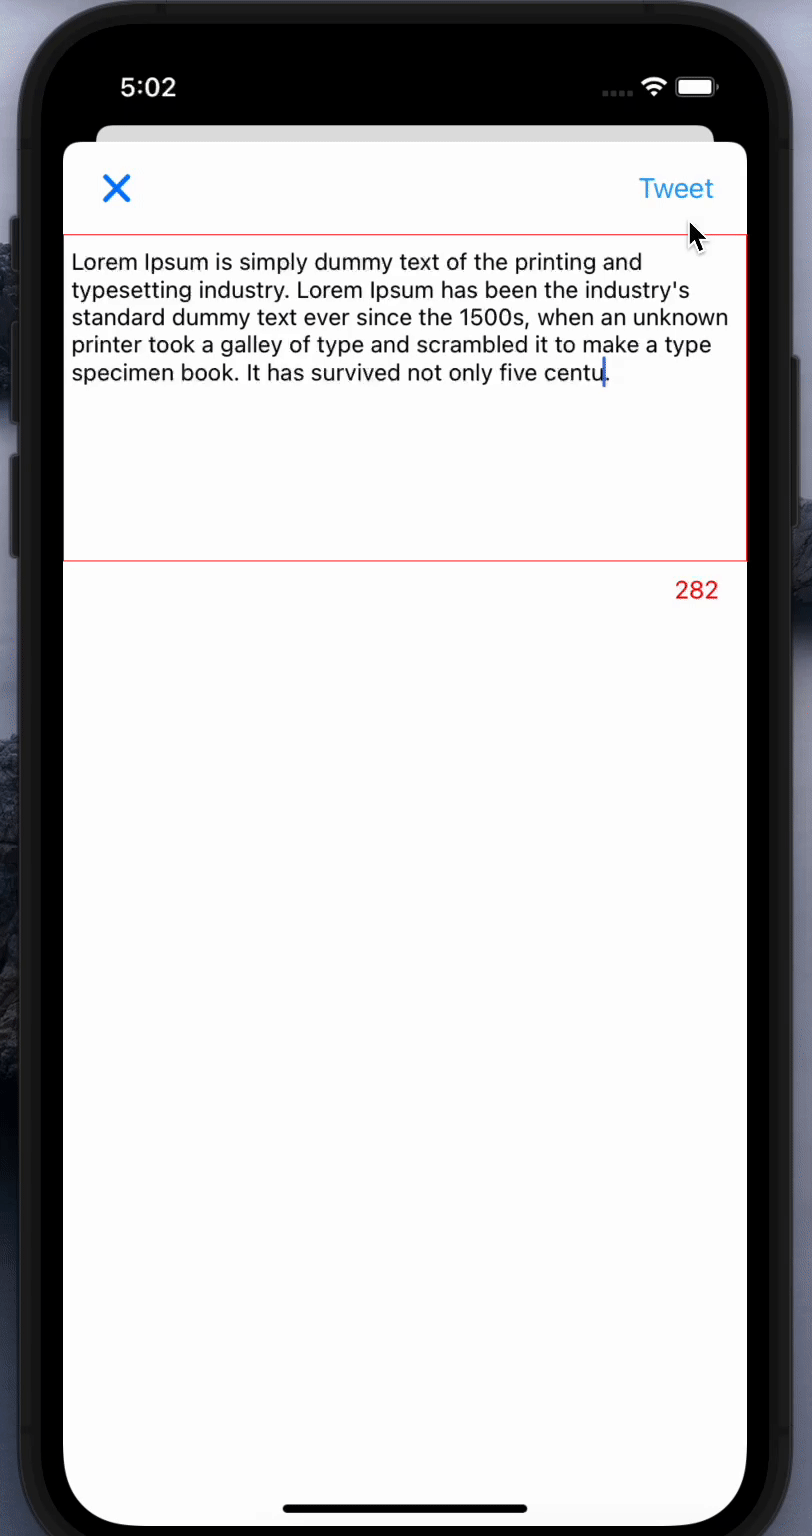 5:02
Tweet
Lorem Ipsum is simply dummy text of the printing and
typesetting industry. Lorem Ipsum has been the industry's
standard dummy text ever since the 1500s, when an unknown
printer took a galley of type and scrambled it to make a type
specimen book. It has survived not only five centu.
282